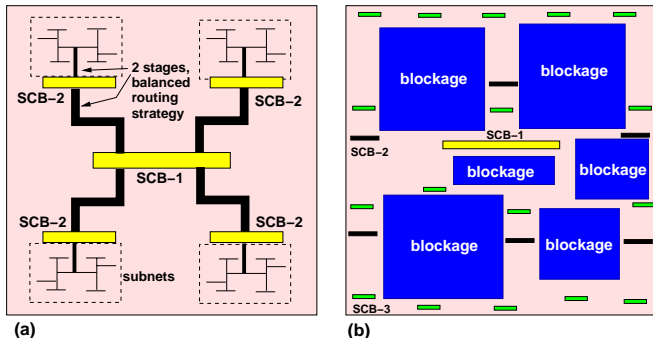 SCB−2
2 stages,
balanced
routing
strategy
SCB−2
SCB−1
SCB−2
SCB−2
subnets
(a)
blockage
blockage
SCB−1
SCB−2
blockage
blockage
blockage
blockage
SCB−3
(b)